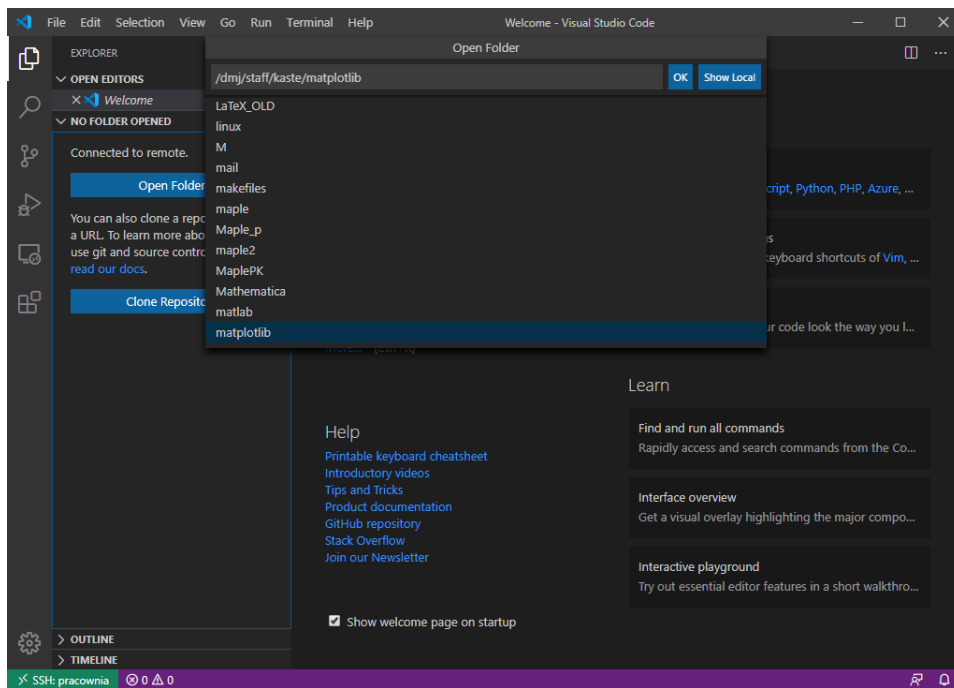 File Edit Selection View Go Run Terminal Help Welcome - Visual Studio Code
EXPLORER
OPEN EDITORS
Welcome
NO FOLDER OPENED
Connected to remote.
Open Folder
You can also clone a repo
a URL. To learn more abo
use git and source contro
read our docs.
Clone Reposito
Open Folder
/dmj/staff/kaste/matplotlib
OK
Show Local
LaTeX_OLD
linux
M
mail
makefiles
maple
Maple_p
maple2
MaplePK
Mathematica
matlab
matplotlib
cript, Python, PHP, Azure, ...
s
keyboard shortcuts of Vim, ...
ur code look the way you l...
More... (Ctrl+R)
Help
Printable keyboard cheatsheet
Introductory videos
Tips and Tricks
Product documentation
GitHub repository
Stack Overflow
Join our Newsletter
Show welcome page on startup
Learn
Find and run all commands
Rapidly access and search commands from the Co...
Interface overview
Get a visual overlay highlighting the major compo...
Interactive playground
Try out essential editor features in a short walkthro...
OUTLINE
TIMELINE
SSH: pracownia 0 0